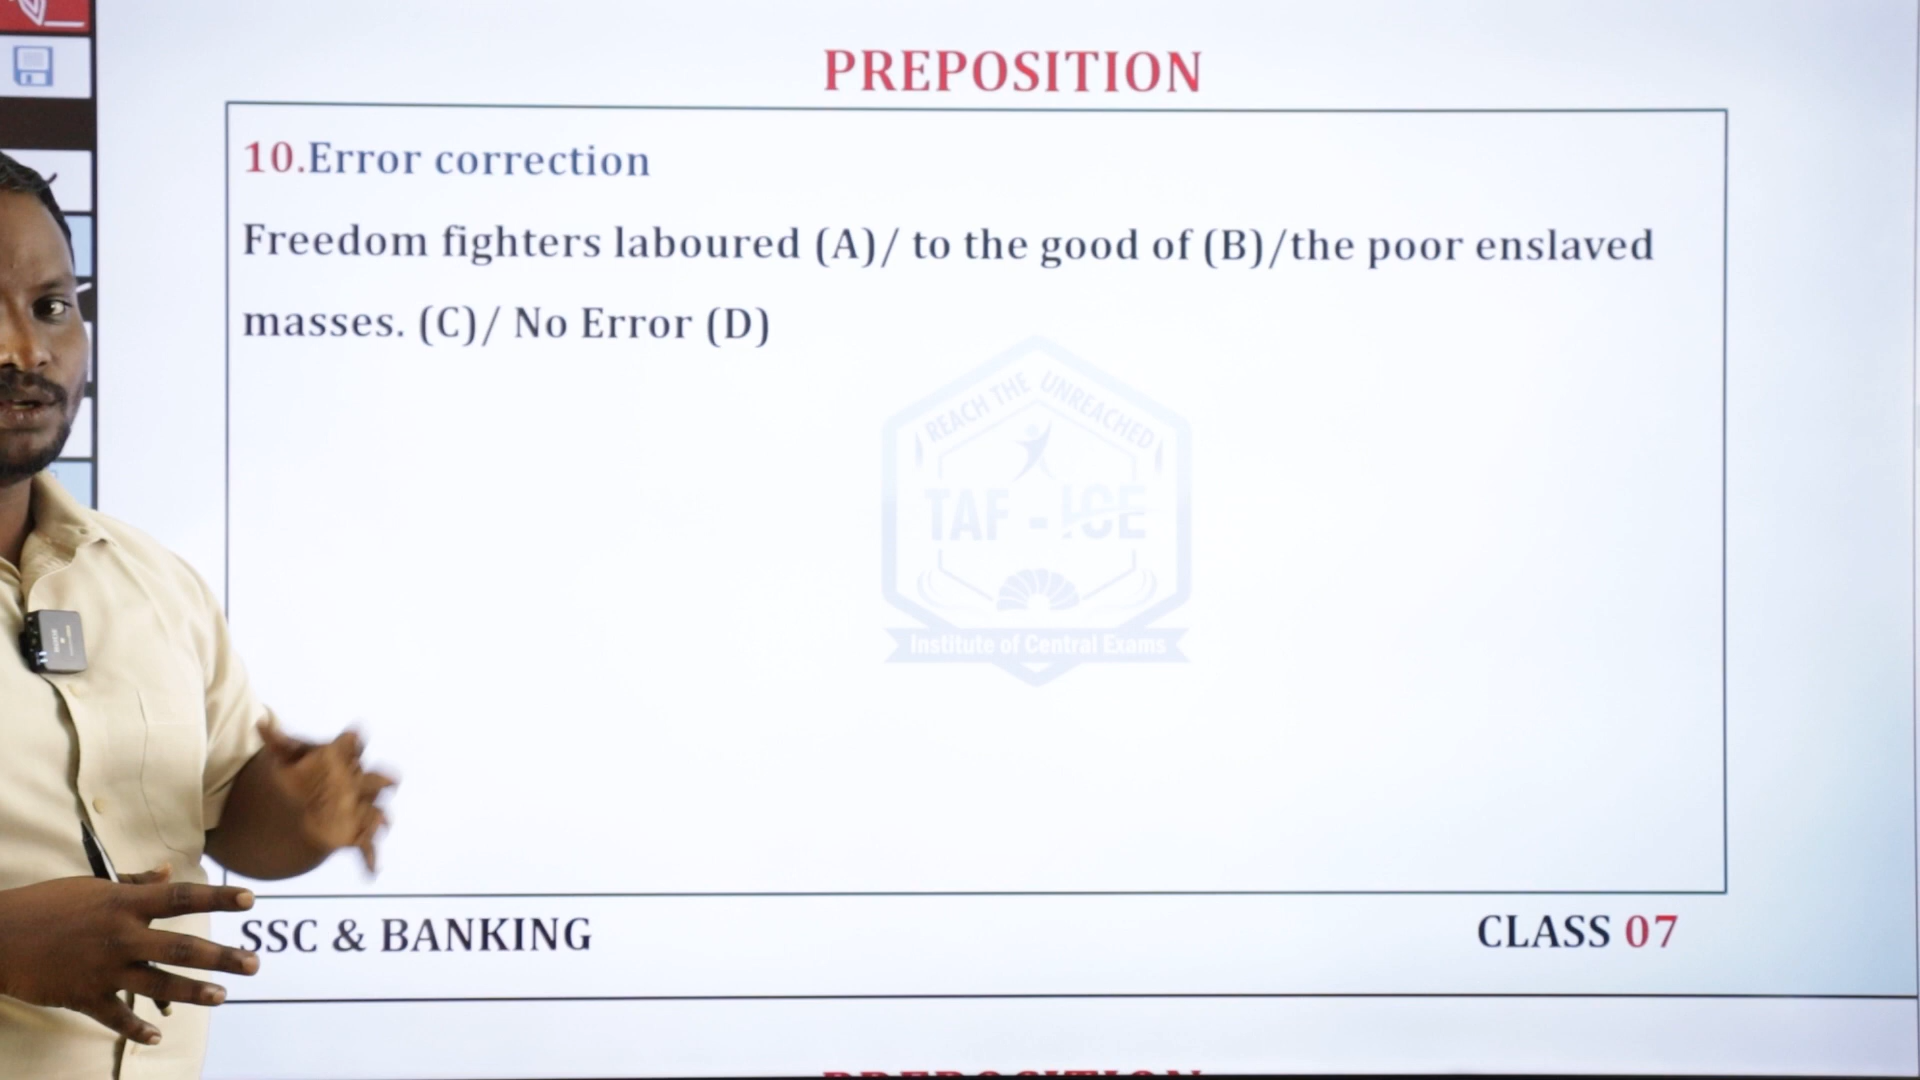 PREPOSITION
10.Error correction
Freedom fighters laboured (A)/ to the good of (B)/the poor enslaved
masses. (C)/ No Error (D)
REACH THE UNREACHED
TAF - ICE
Institute of Central Exams
SSC & BANKING
CLASS 07
PREPOSITION